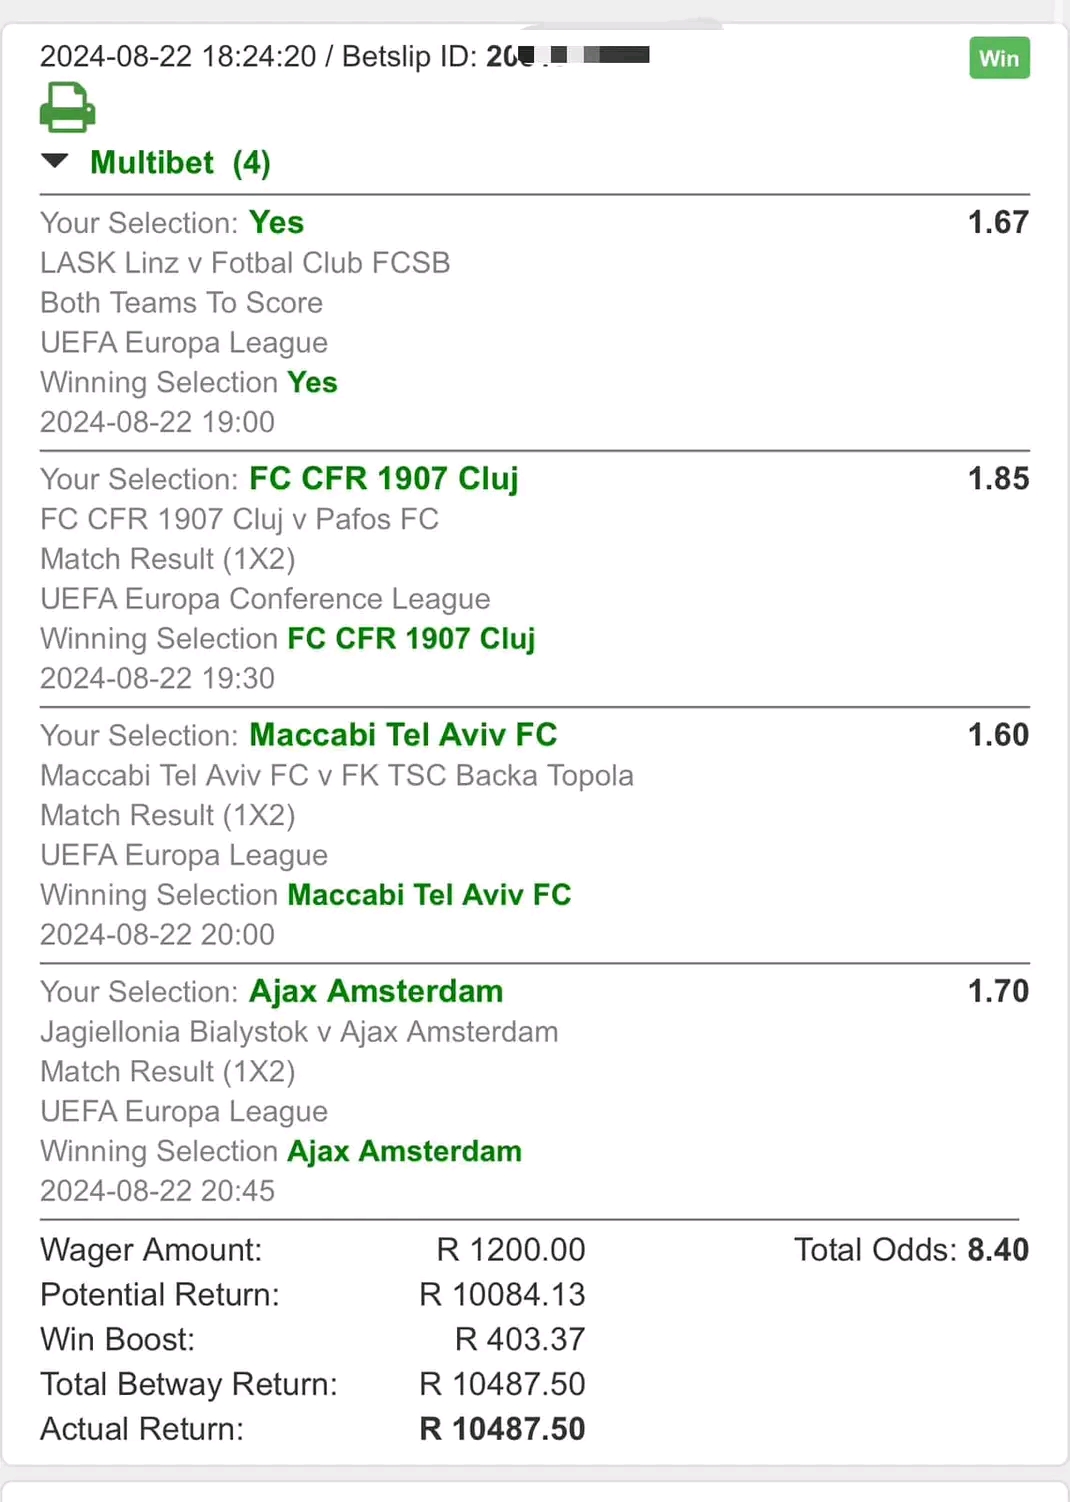 2024-08-22 18:24:20 / Betslip ID:
Win
Multibet (4)
Your Selection: Yes 1.67
LASK Linz v Fotbal Club FCSB
Both Teams To Score
UEFA Europa League
Winning Selection Yes
2024-08-22 19:00
Your Selection: FC CFR 1907 Cluj 1.85
FC CFR 1907 Cluj v Pafos FC
Match Result (1X2)
UEFA Europa Conference League
Winning Selection FC CFR 1907 Cluj
2024-08-22 19:30
Your Selection: Maccabi Tel Aviv FC 1.60
Maccabi Tel Aviv FC v FK TSC Backa Topola
Match Result (1X2)
UEFA Europa League
Winning Selection Maccabi Tel Aviv FC
2024-08-22 20:00
Your Selection: Ajax Amsterdam 1.70
Jagiellonia Bialystok v Ajax Amsterdam
Match Result (1X2)
UEFA Europa League
Winning Selection Ajax Amsterdam
2024-08-22 20:45
Wager Amount: R 1200.00 Total Odds: 8.40
Potential Return: R 10084.13
Win Boost: R 403.37
Total Betway Return: R 10487.50
Actual Return: R 10487.50